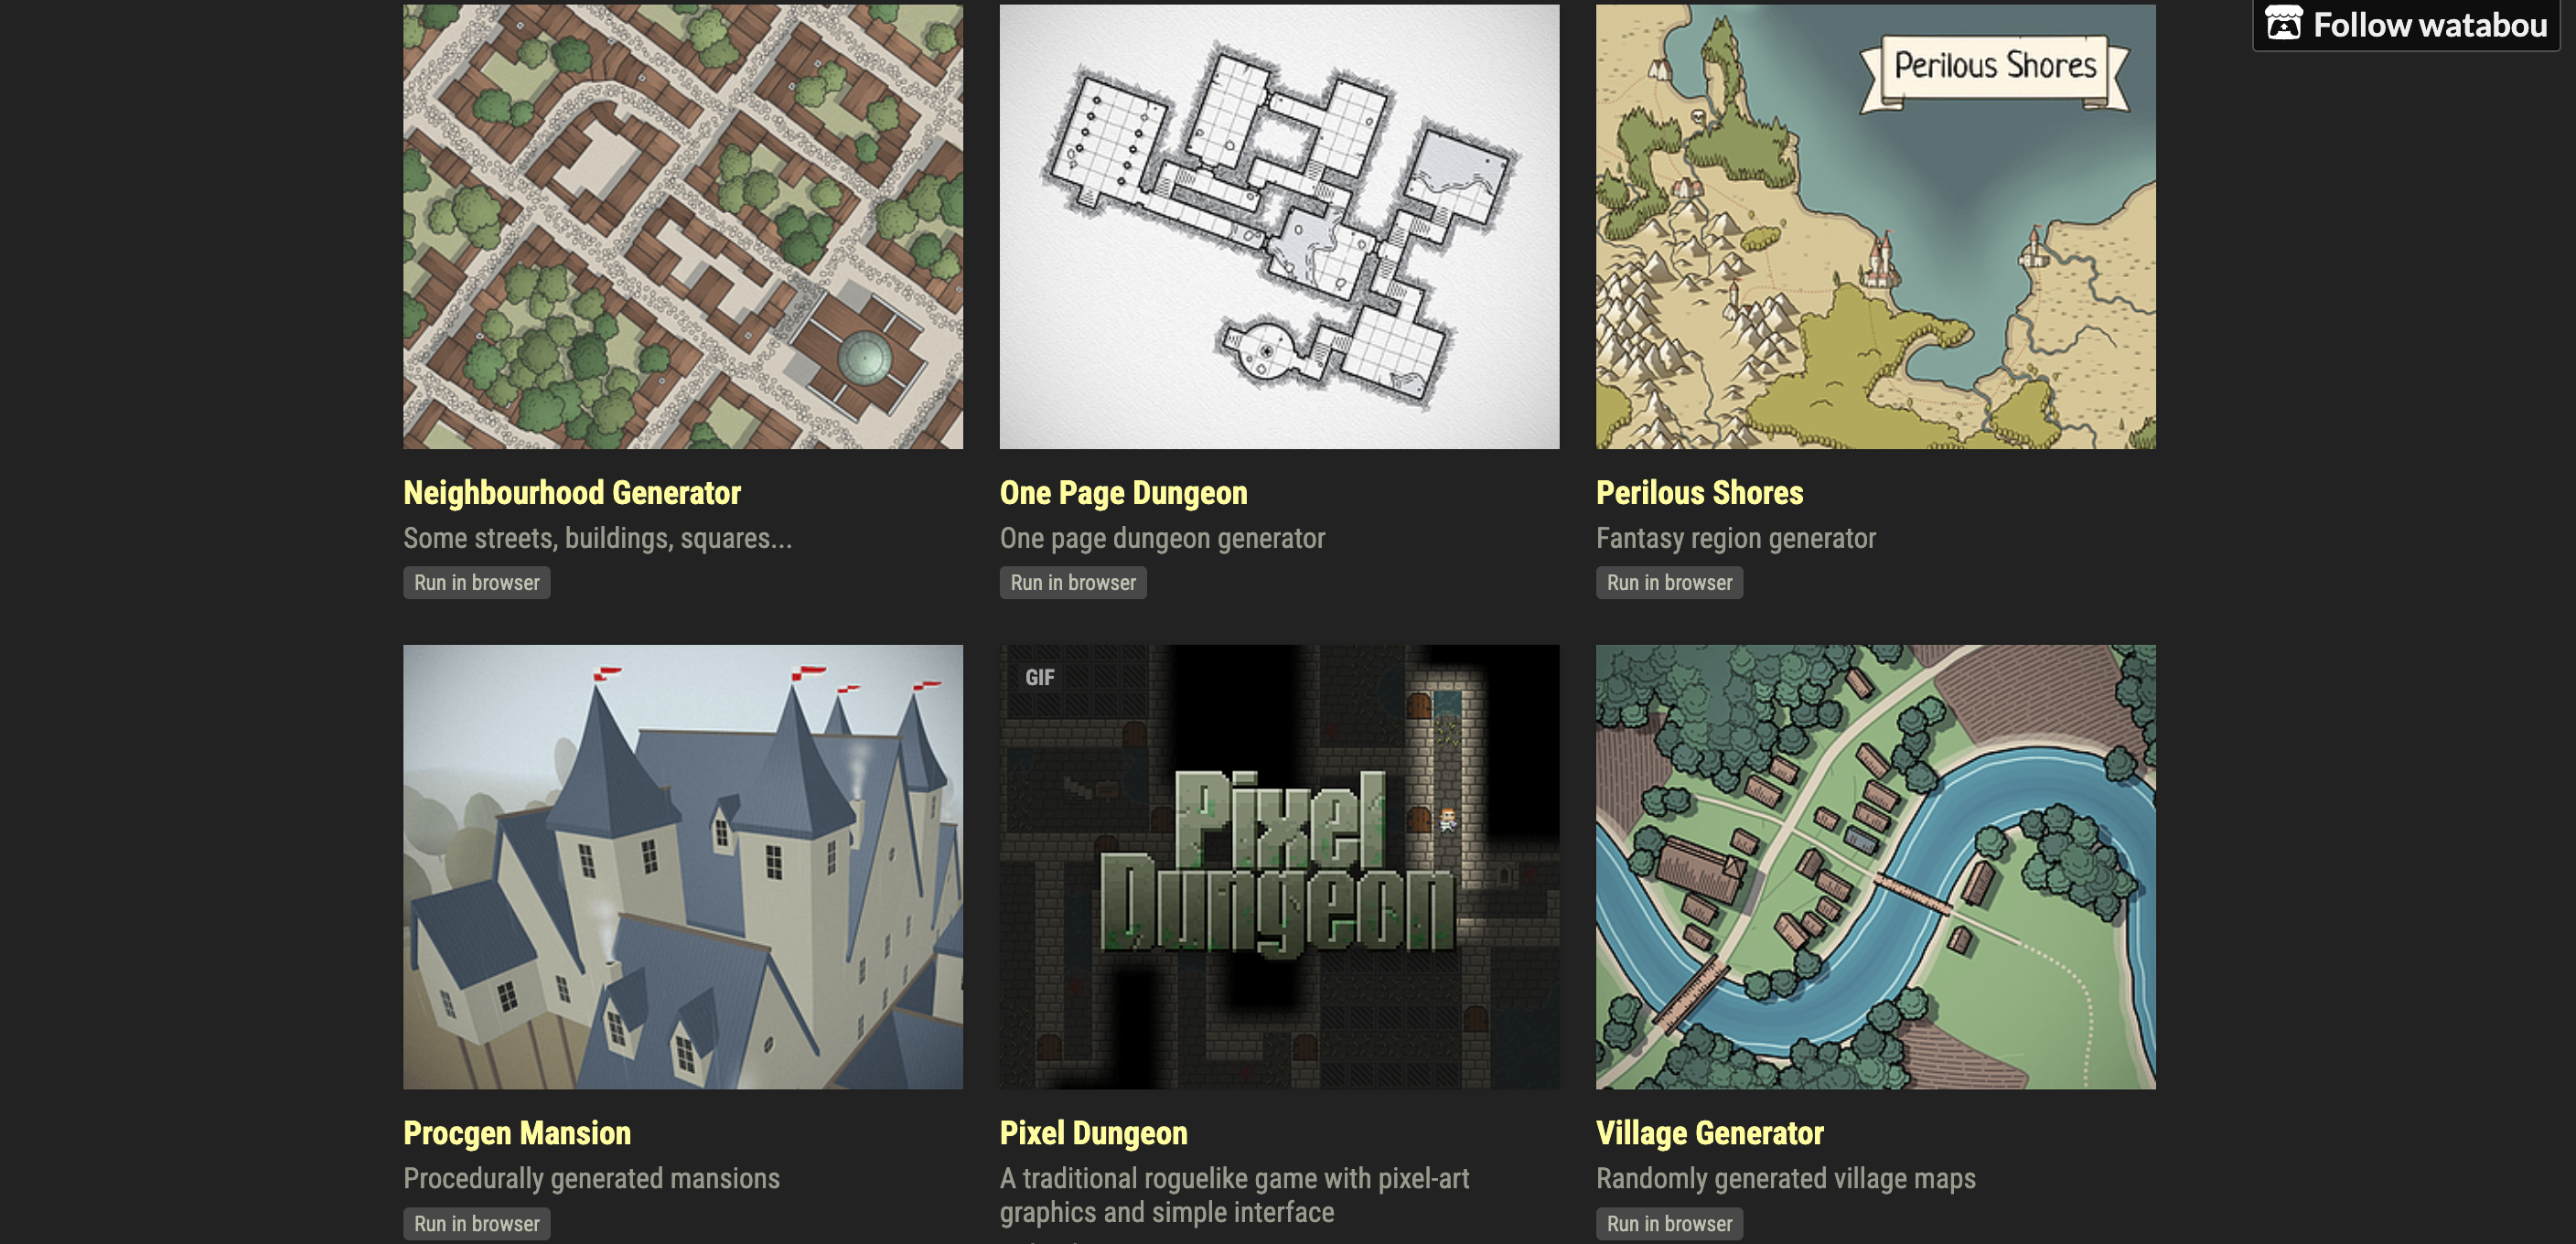 Follow watabou
Perilous Shores
Neighbourhood Generator
Some streets, buildings, squares...
Run in browser
One Page Dungeon
One page dungeon generator
Run in browser
Perilous Shores
Fantasy region generator
Run in browser
GIF
Pixel
Dungeon
Procgen Mansion
Procedurally generated mansions
Run in browser
Pixel Dungeon
A traditional roguelike game with pixel-art
graphics and simple interface
Village Generator
Randomly generated village maps
Run in browser